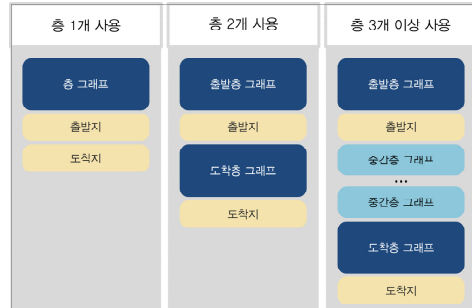 층 1개 사용
층 그래프
출발지
도착지
층 2개 사용
출발층 그래프
출발지
도착층 그래프
도착지
층 3개 이상 사용
출발층 그래프
출발지
중간층 그래프
...
중간층 그래프
도착층 그래프
도착지